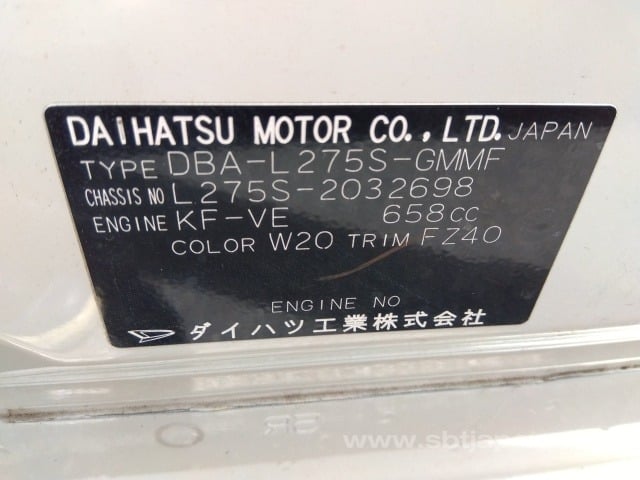 DAIHATSU MOTOR CO., LTD. JAPAN
TYPE DBA-L275S-GMMF
CHASSIS NO L275S-2032698
ENGINE KF-VE 658cc
COLOR W20 TRIM FZ40
ENGINE NO
ダイハツ工業株式会社
www.sbtjapan